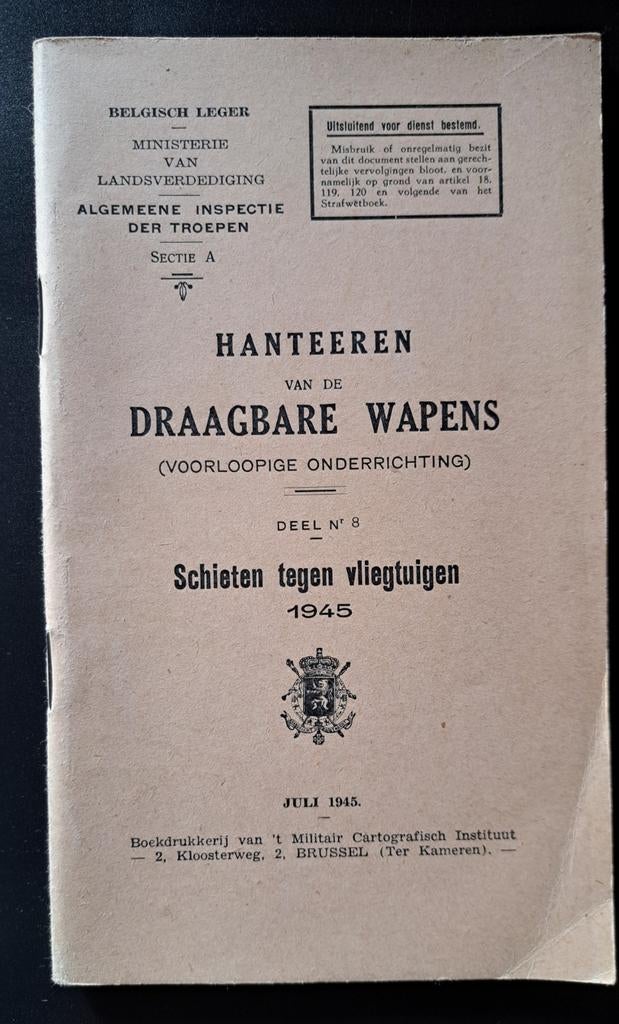 BELGISCH LEGER
MINISTERIE
VAN
LANDSVERDEDIGING
ALGEMEENE INSPECTIE
DER TROEPEN
SECTIE A
Uitsluitend voor dienst bestemd.
Misbruik of onregelmatig bezit
van dit document stellen aan gerech-
telijke vervolgingen bloot, en voor-
namelijk op grond van artikel 18,
119, 120 en volgende van het
Strafwètboek.
HANTEEREN
VAN DE
DRAAGBARE WAPENS
(VOORLOOPIGE ONDERRICHTING)
DEEL Nr 8
Schieten tegen vliegtuigen
1945
JULI 1945.
Boekdrukkerij van 't Militair Cartografisch Instituut
— 2, Kloosterweg, 2, BRUSSEL (Ter Kameren). —